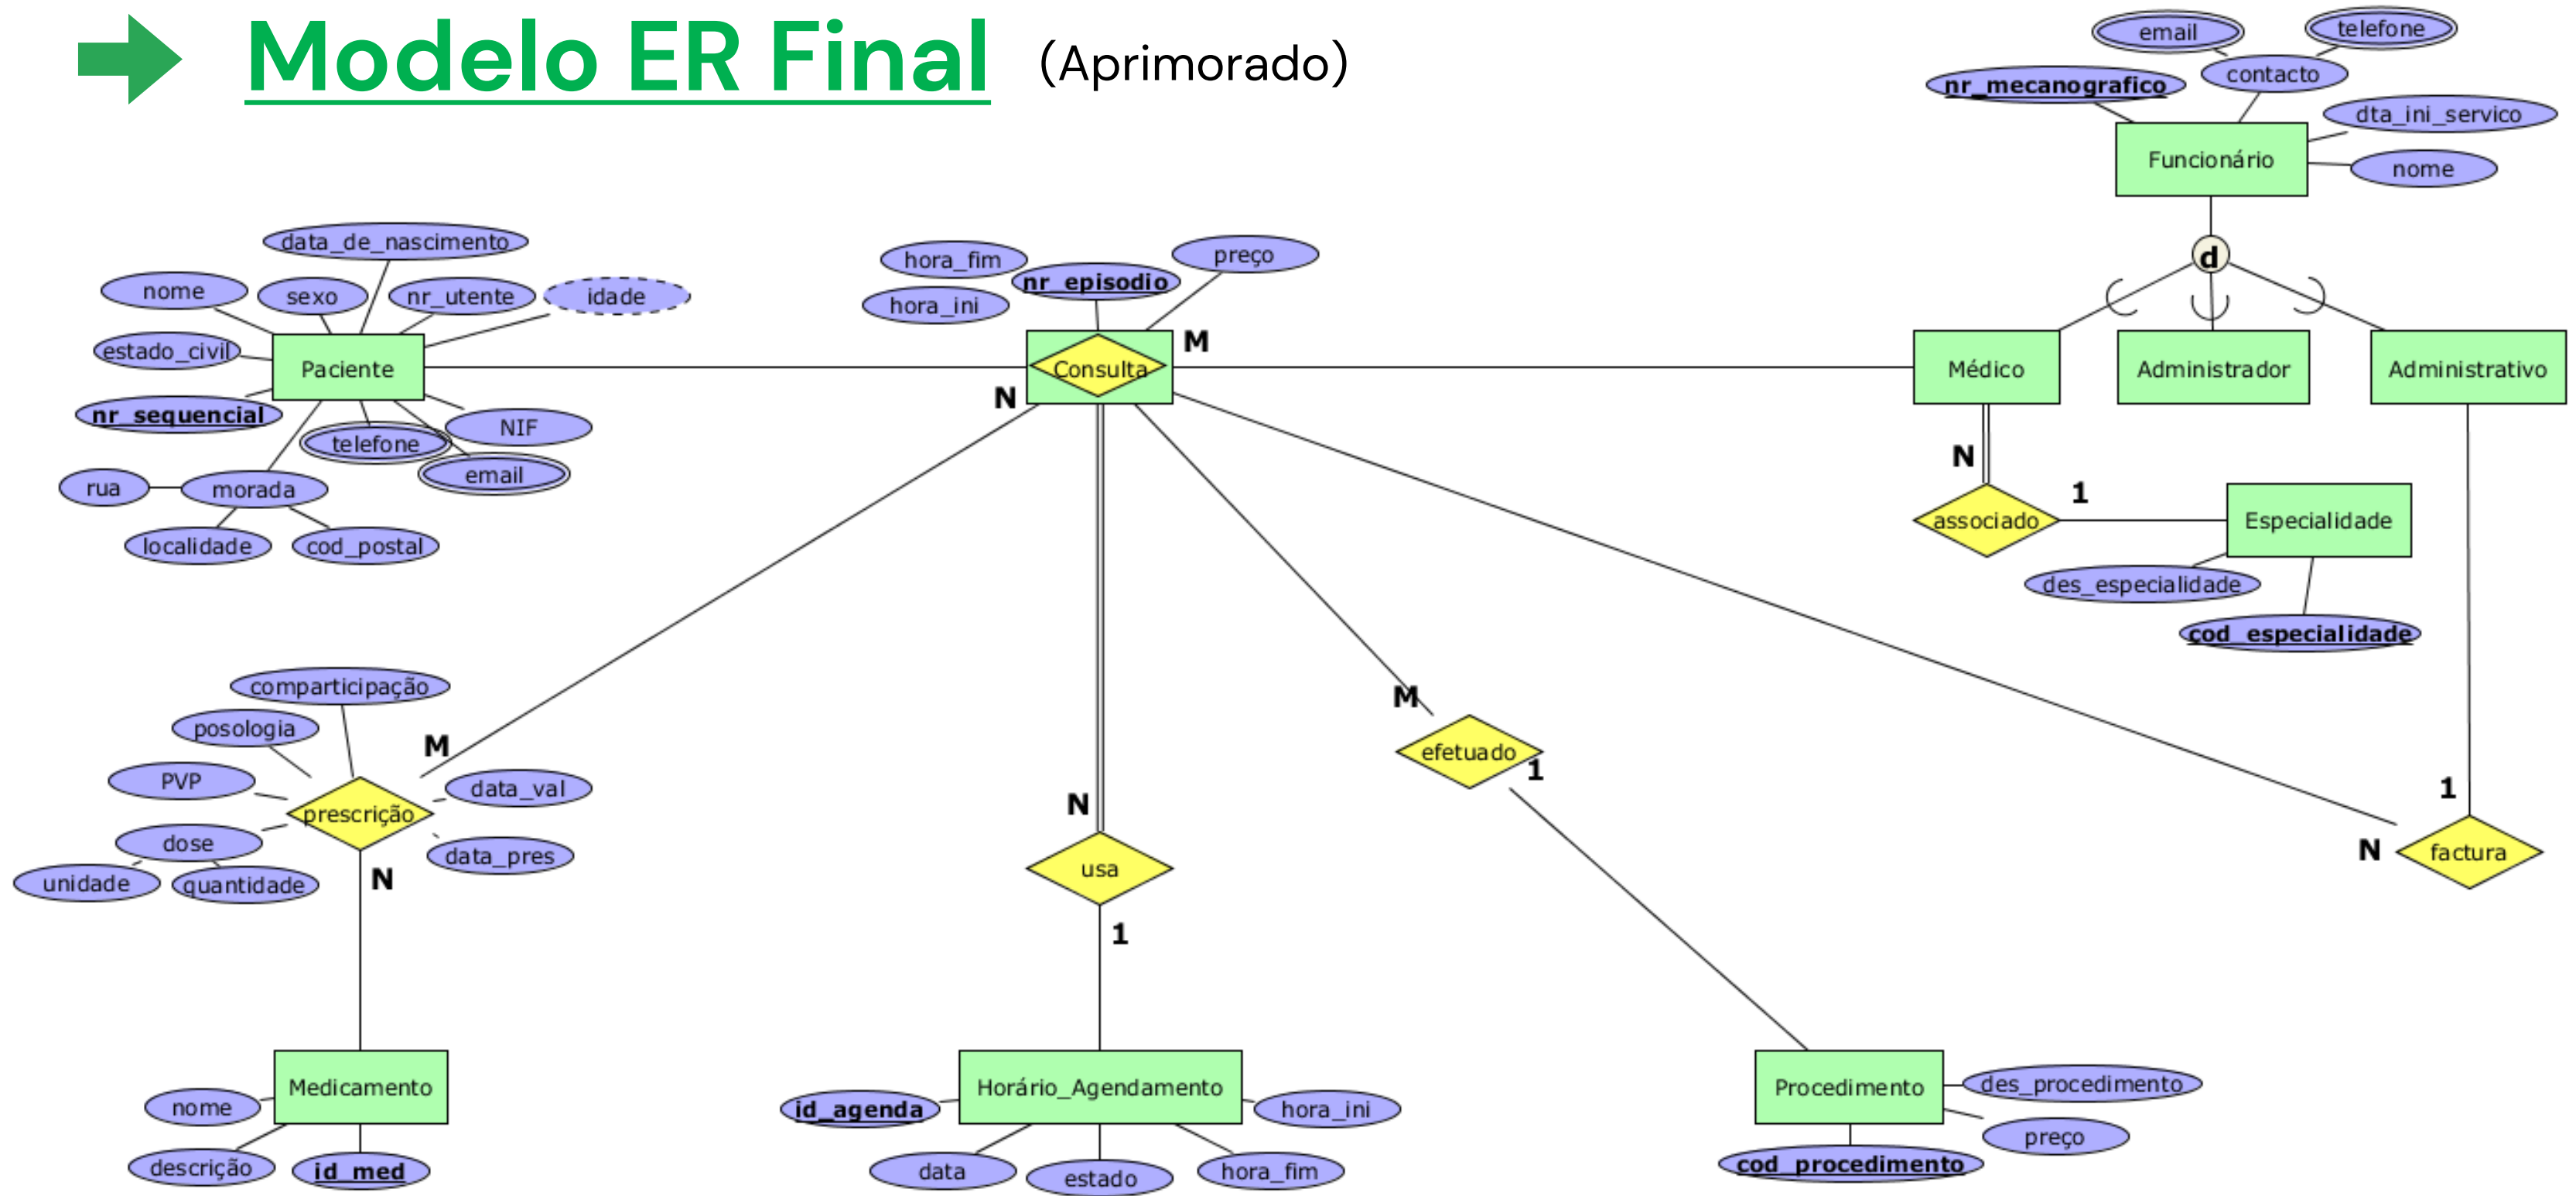 Modelo ER Final (Aprimorado)
email
telefone
contacto
nr_mecanografico
dta_ini_servico
Funcionário
nome
d
data_de_nascimento
nome
sexo
nr_utente
idade
estado_civil
Paciente
nr_sequencial
telefone
NIF
email
rua
morada
localidade
cod_postal
hora_fim
preço
nr_episodio
hora_ini
M
Consulta
N
Médico
Administrador
Administrativo
N
1
associado
Especialidade
des_especialidade
cod_especialidade
comparticipação
posologia
M
PVP
data_val
prescrição
dose
data_pres
unidade
quantidade
N
N
usa
1
M
efetuado
1
1
N
factura
Medicamento
nome
descrição
id_med
Horário_Agendamento
id_agenda
hora_ini
data
estado
hora_fim
Procedimento
des_procedimento
preço
cod_procedimento